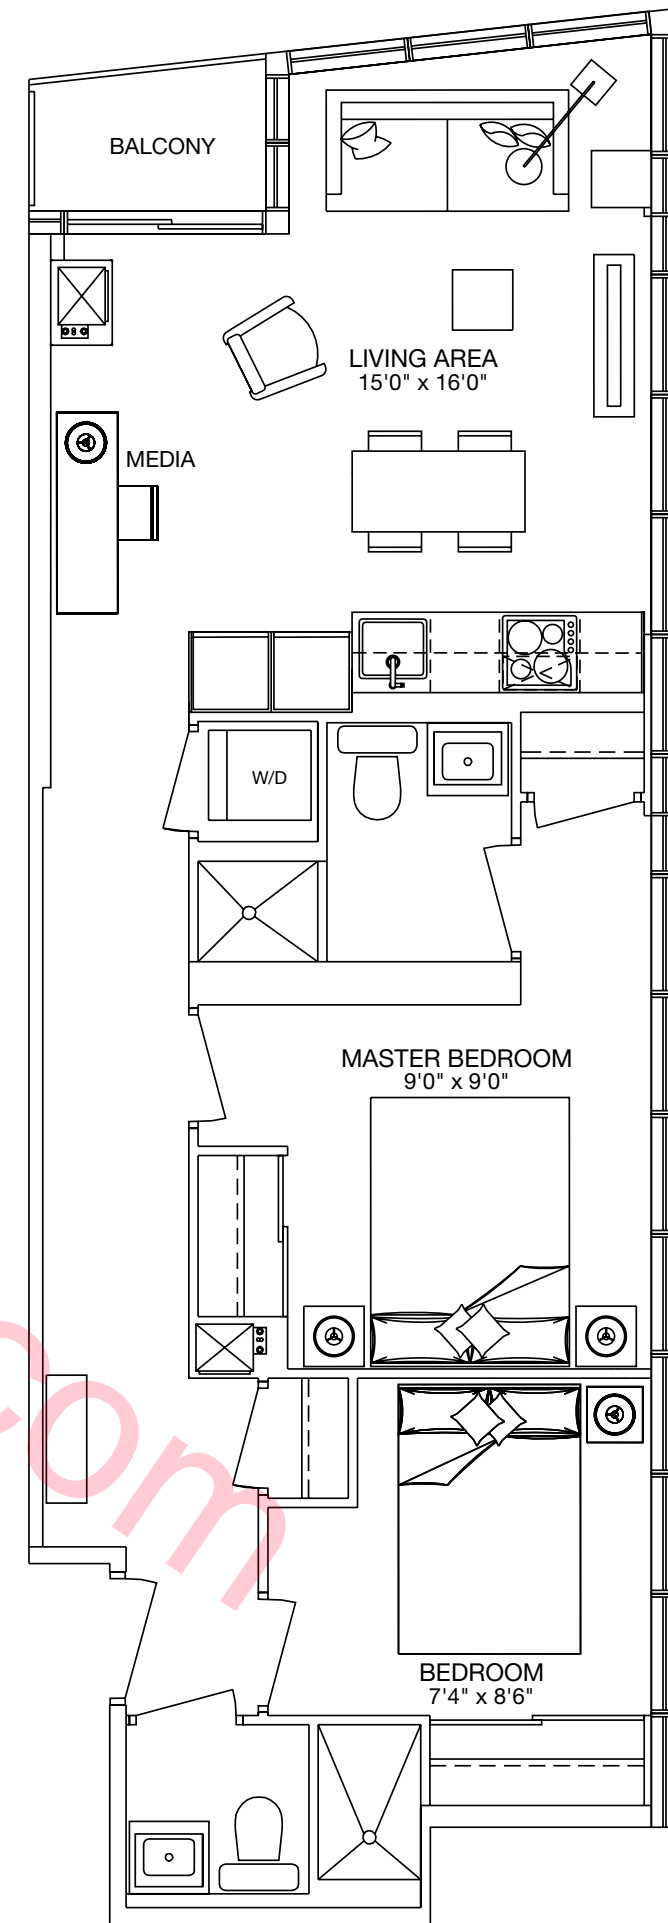 BALCONY
LIVING AREA
15'0" x 16'0"
MEDIA
W/D
MASTER BEDROOM
9'0" x 9'0"
BEDROOM
7'4" x 8'6"
com